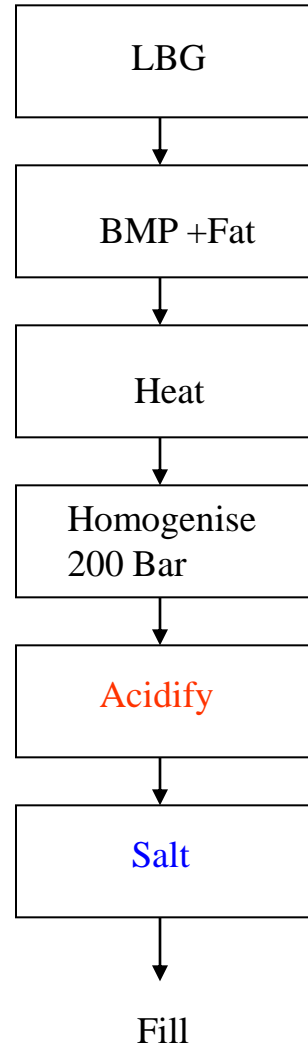 LBG
BMP +Fat
Heat
Homogenise
200 Bar
Acidify
Salt
Fill